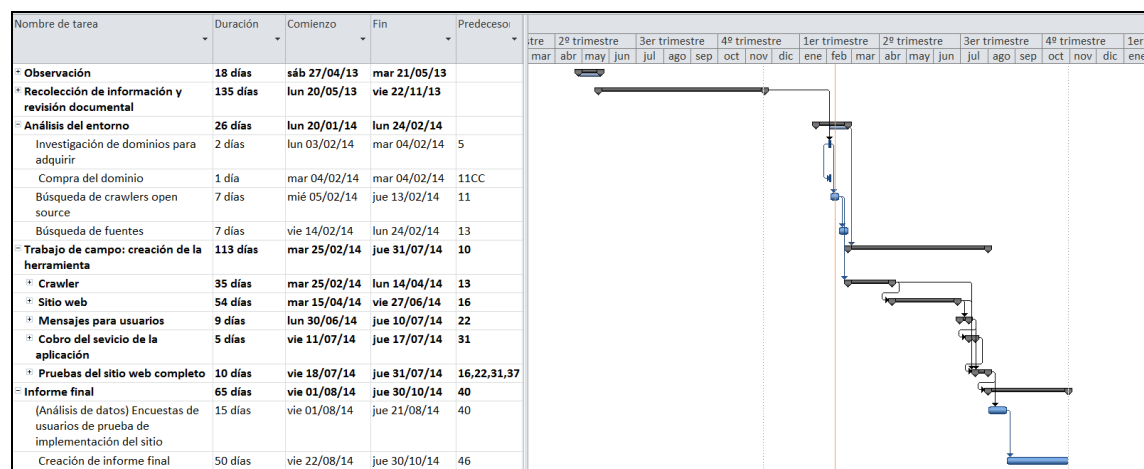 Nombre de tarea Duración Comienzo Fin Predecesor
tre 2º trimestre 3er trimestre 4º trimestre 1er trimestre 2º trimestre 3er trimestre 4º trimestre 1er
mar abr may jun jul ago sep oct nov dic ene feb mar abr may jun jul ago sep oct nov dic ene
Observación 18 días sáb 27/04/13 mar 21/05/13
Recolección de información y 135 días lun 20/05/13 vie 22/11/13
revisión documental
Análisis del entorno 26 días lun 20/01/14 lun 24/02/14
Investigación de dominios para 2 días lun 03/02/14 mar 04/02/14 5
adquirir
Compra del dominio 1 día mar 04/02/14 mar 04/02/14 11CC
Búsqueda de crawlers open 7 días mié 05/02/14 jue 13/02/14 11
source
Búsqueda de fuentes 7 días vie 14/02/14 lun 24/02/14 13
Trabajo de campo: creación de la 113 días mar 25/02/14 jue 31/07/14 10
herramienta
Crawler 35 días mar 25/02/14 lun 14/04/14 13
Sitio web 54 días mar 15/04/14 vie 27/06/14 16
Mensajes para usuarios 9 días lun 30/06/14 jue 10/07/14 22
Cobro del sevicio de la 5 días vie 11/07/14 jue 17/07/14 31
aplicación
Pruebas del sitio web completo 10 días vie 18/07/14 jue 31/07/14 16,22,31,37
Informe final 65 días vie 01/08/14 jue 30/10/14 40
(Análisis de datos) Encuestas de 15 días vie 01/08/14 jue 21/08/14 40
usuarios de prueba de
implementación del sitio
Creación de informe final 50 días vie 22/08/14 jue 30/10/14 46